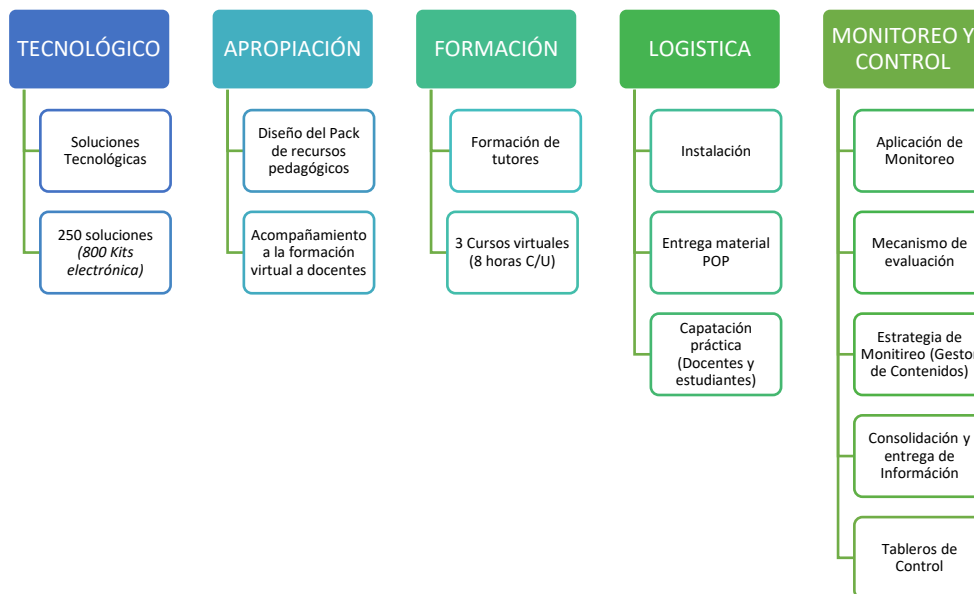 TECNOLÓGICO
Soluciones
Tecnológicas
250 soluciones
(800 Kits
electrónica)
APROPIACIÓN
Diseño del Pack
de recursos
pedagógicos
Acompañamiento
a la formación
virtual a docentes
FORMACIÓN
Formación de
tutores
3 Cursos virtuales
(8 horas C/U)
LOGISTICA
Instalación
Entrega material
POP
Capatación
práctica
(Docentes y
estudiantes)
MONITOREO Y
CONTROL
Aplicación de
Monitoreo
Mecanismo de
evaluación
Estrategia de
Monitireo (Gestor
de Contenidos)
Consolidación y
entrega de
Információn
Tableros de
Control